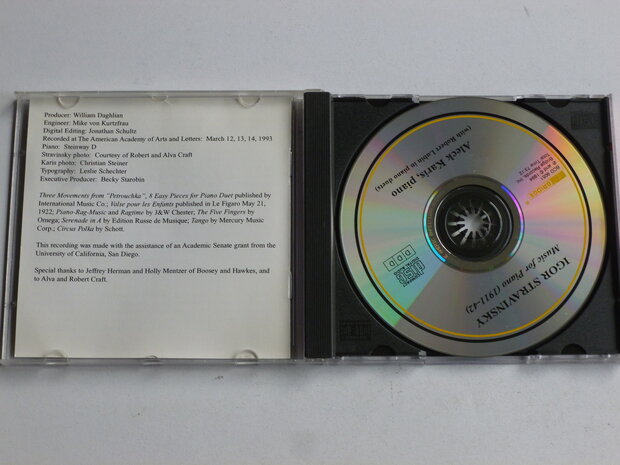 Producer: William Daghlian
Engineer: Mike von Kurtzfrau
Digital Editing: Jonathan Schultz
Recorded at The American Academy of Arts and Letters: March 12, 13, 14, 1993
Piano: Steinway D
Stravinsky photo: Courtesy of Robert and Alva Craft
Karis photo: Christian Steiner
Typography: Leslie Schechter
Executive Producer: Becky Starobin
Three Movements from "Petrouchka", 8 Easy Pieces for Piano Duet published by
International Music Co.; Valse pour les Enfants published in Le Figaro May 21,
1922; Piano-Rag-Music and Ragtime by J&W Chester; The Five Fingers by
Omega; Serenade in A by Edition Russe de Musique; Tango by Mercury Music
Corp.; Circus Polka by Schott.
This recording was made with the assistance of an Academic Senate grant from the
University of California, San Diego.
Special thanks to Jeffrey Herman and Holly Mentzer of Boosey and Hawkes, and
to Alva and Robert Craft.
IGOR STRAVINSKY
Music for Piano (1911-42)
Aleck Karis, piano
(with Robert Lubin in piano duets)
BRIDGE
DDD
DIGITAL AUDIO